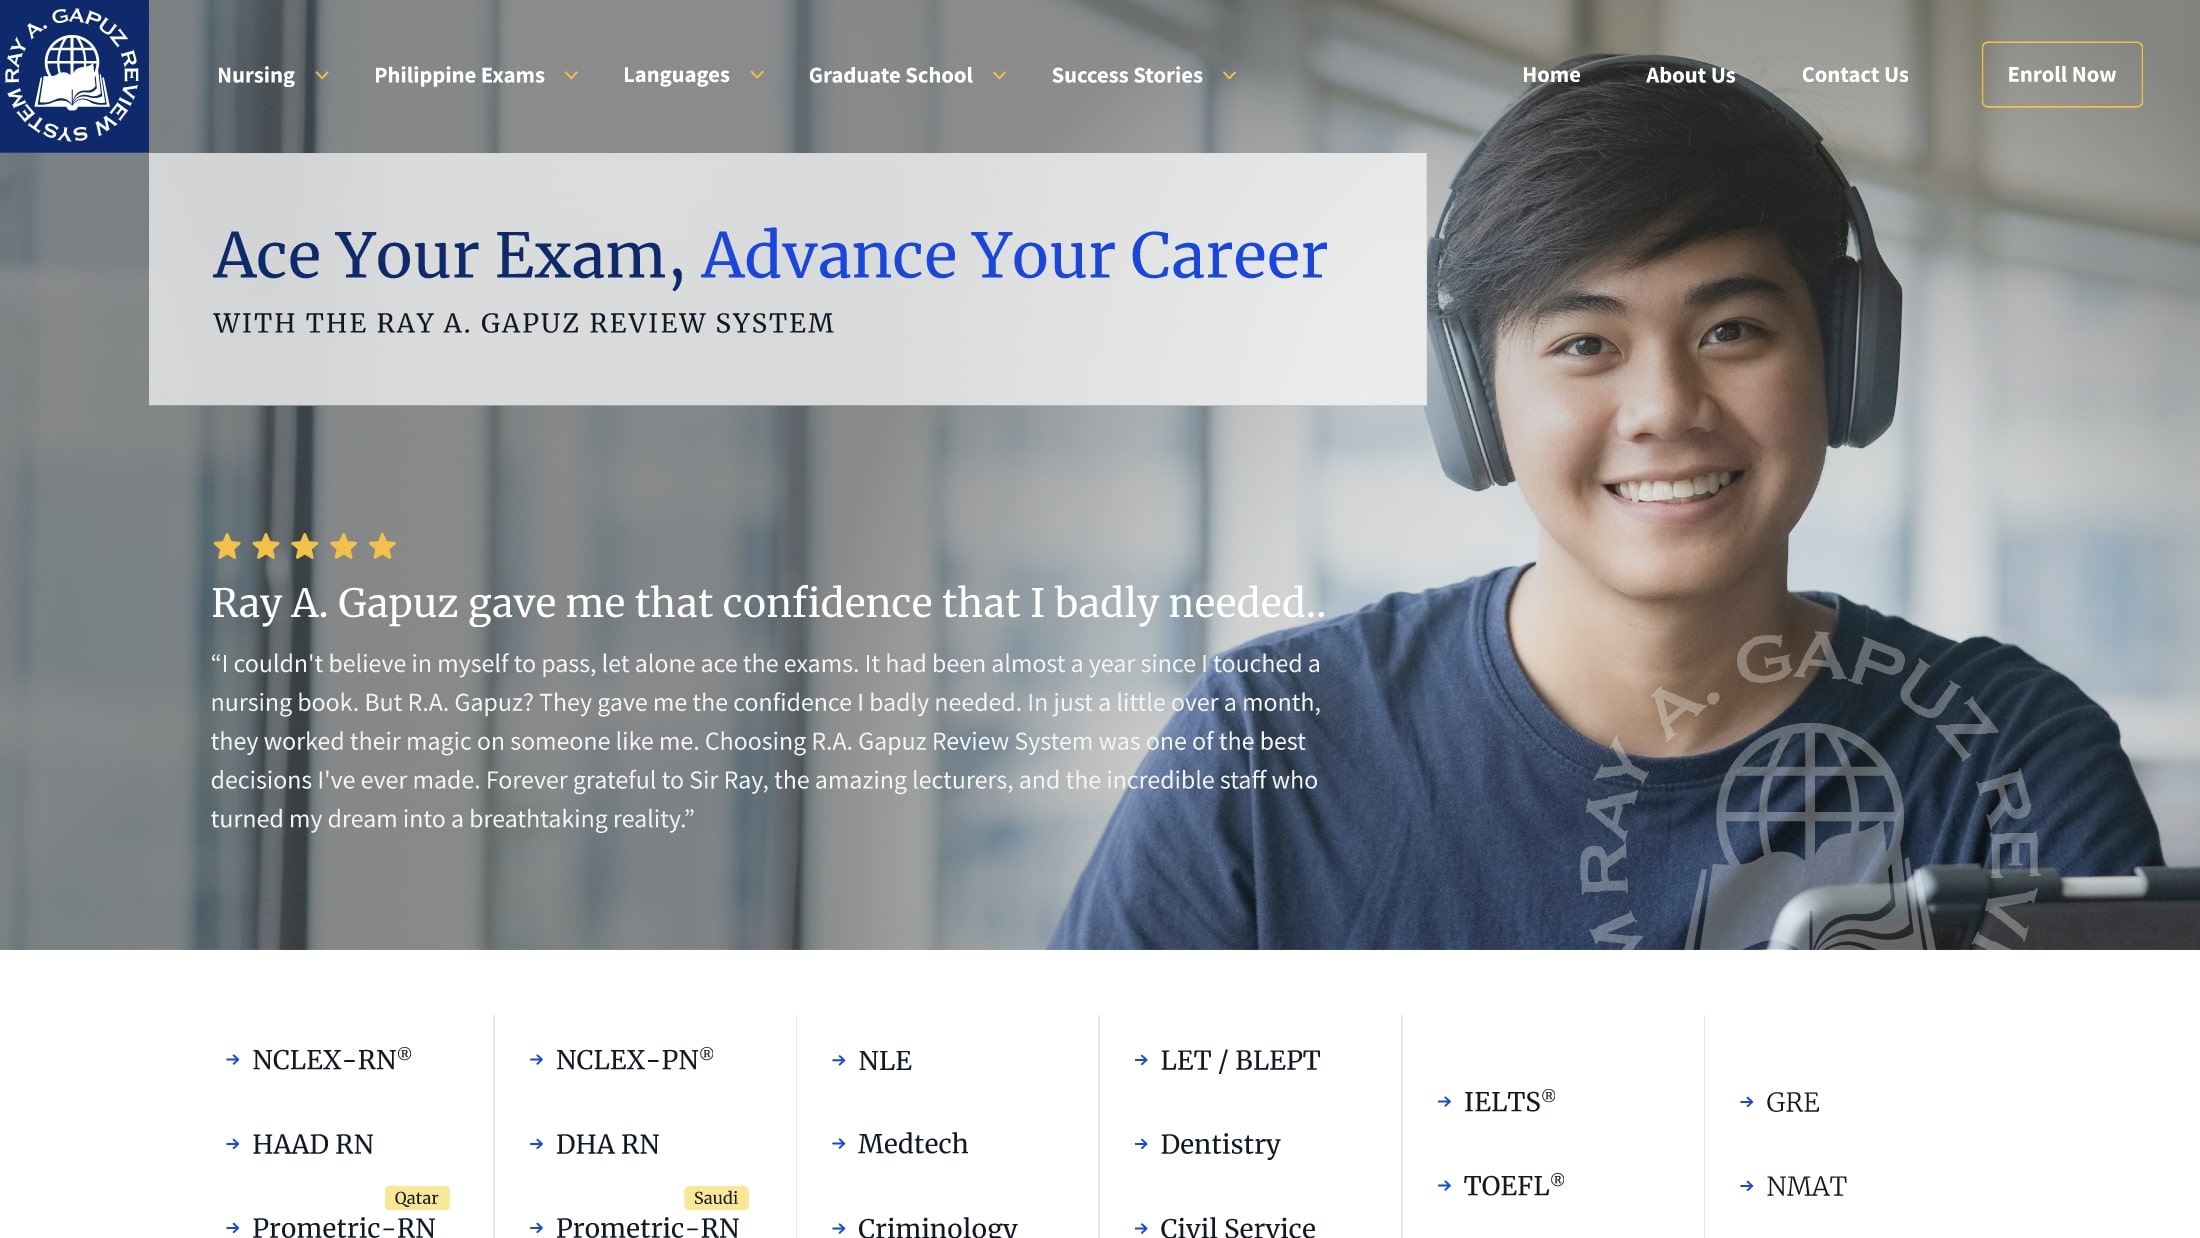 RAY A. GAPUZ REVIEW SYSTEM
Nursing
Philippine Exams
Languages
Graduate School
Success Stories
Home
About Us
Contact Us
Enroll Now
Ace Your Exam, Advance Your Career
WITH THE RAY A. GAPUZ REVIEW SYSTEM
Ray A. Gapuz gave me that confidence that I badly needed..
“I couldn't believe in myself to pass, let alone ace the exams. It had been almost a year since I touched a
nursing book. But R.A. Gapuz? They gave me the confidence I badly needed. In just a little over a month,
they worked their magic on someone like me. Choosing R.A. Gapuz Review System was one of the best
decisions I've ever made. Forever grateful to Sir Ray, the amazing lecturers, and the incredible staff who
turned my dream into a breathtaking reality.”
M RAY A. GAPUZ REVI
NCLEX-RN®
HAAD RN
Qatar
Prometric-RN
NCLEX-PN®
DHA RN
Saudi
Prometric-RN
NLE
Medtech
Criminology
LET / BLEPT
Dentistry
Civil Service
IELTS®
TOEFL®
GRE
NMAT